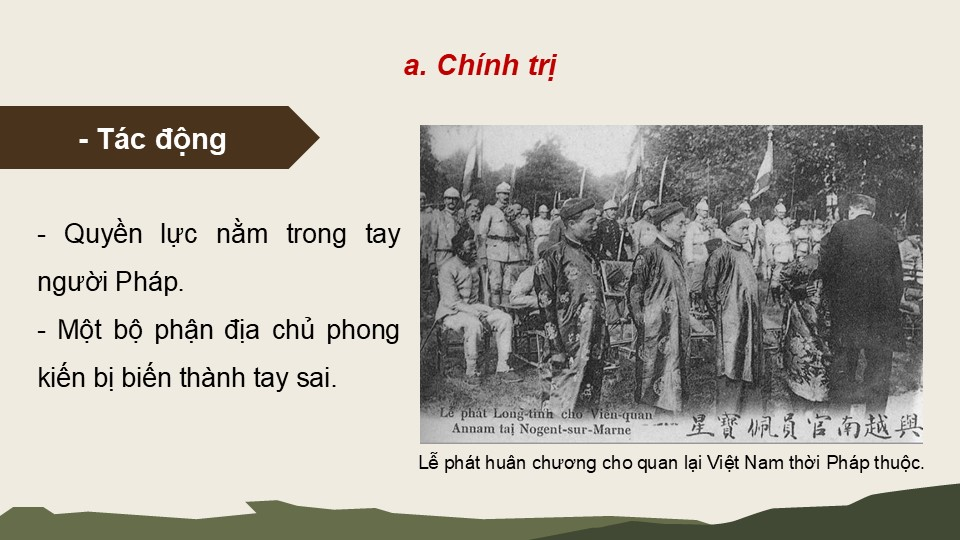 a. Chính trị
- Tác động
- Quyền lực nằm trong tay
người Pháp.
- Một bộ phận địa chủ phong
kiến bị biến thành tay sai.
Lễ phát Long-tinh cho Viên-quan
Annam tại Nogent-sur-Marne
星寶佩員官南越興
Lễ phát huân chương cho quan lại Việt Nam thời Pháp thuộc.